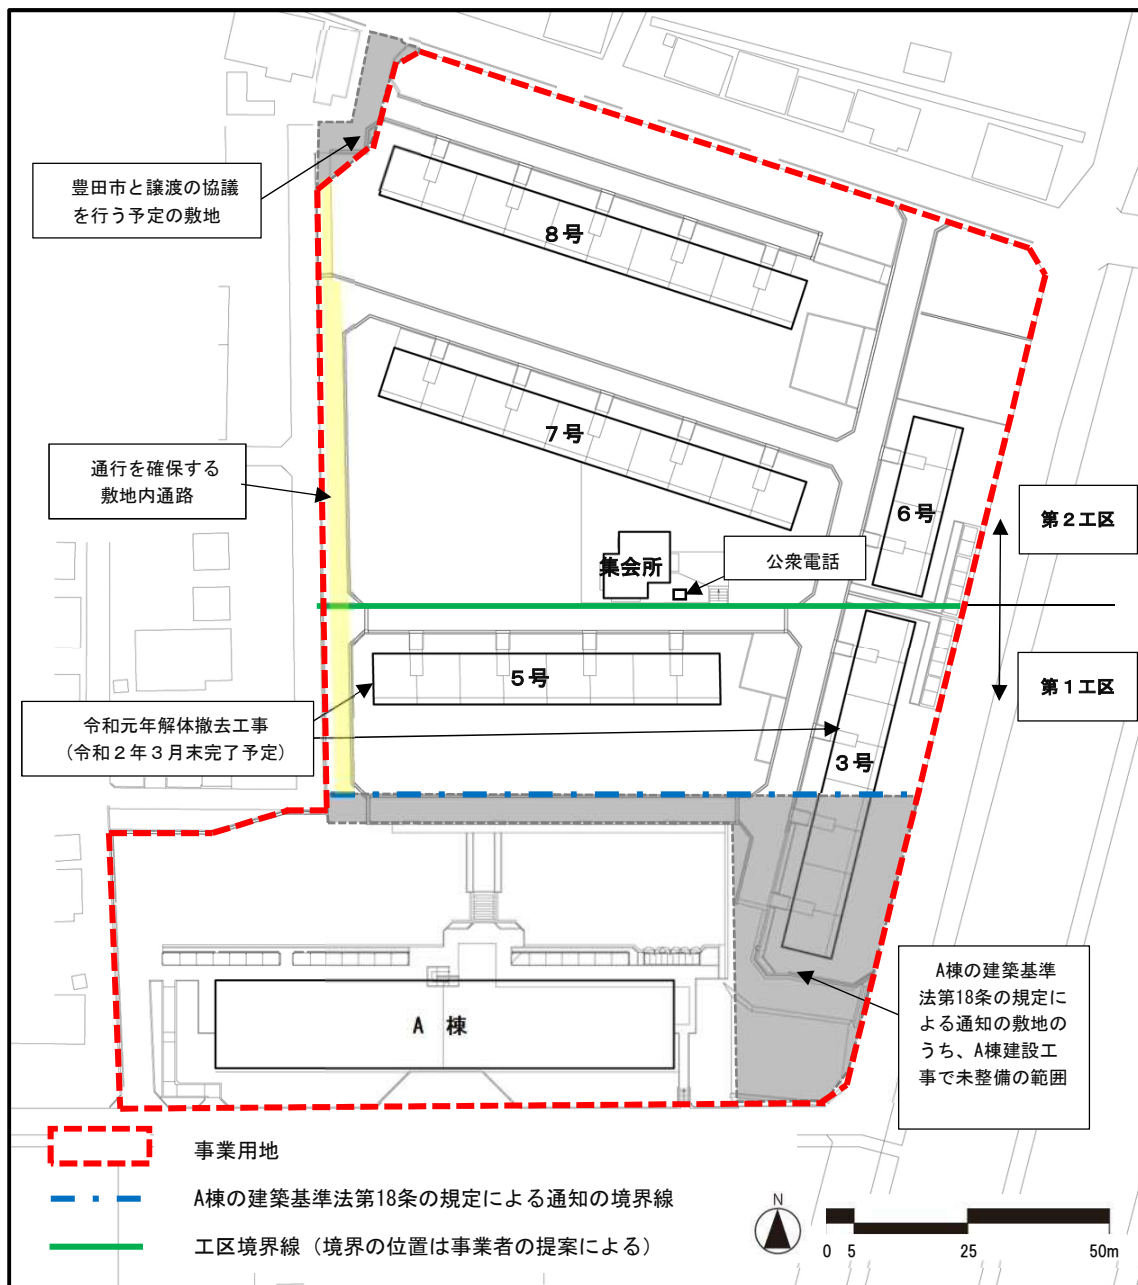 豊田市と譲渡の協議
を行う予定の敷地
8号
7号
通行を確保する
敷地内通路
6号
第2工区
集会所
公衆電話
5号
第1工区
令和元年解体撤去工事
(令和2年3月末完了予定)
3号
A棟の建築基準
法第18条の規定に
よる通知の敷地の
うち、A棟建設工
事で未整備の範囲
A 棟
事業用地
A棟の建築基準法第18条の規定による通知の境界線
工区境界線(境界の位置は事業者の提案による)
N
0 5 25 50m